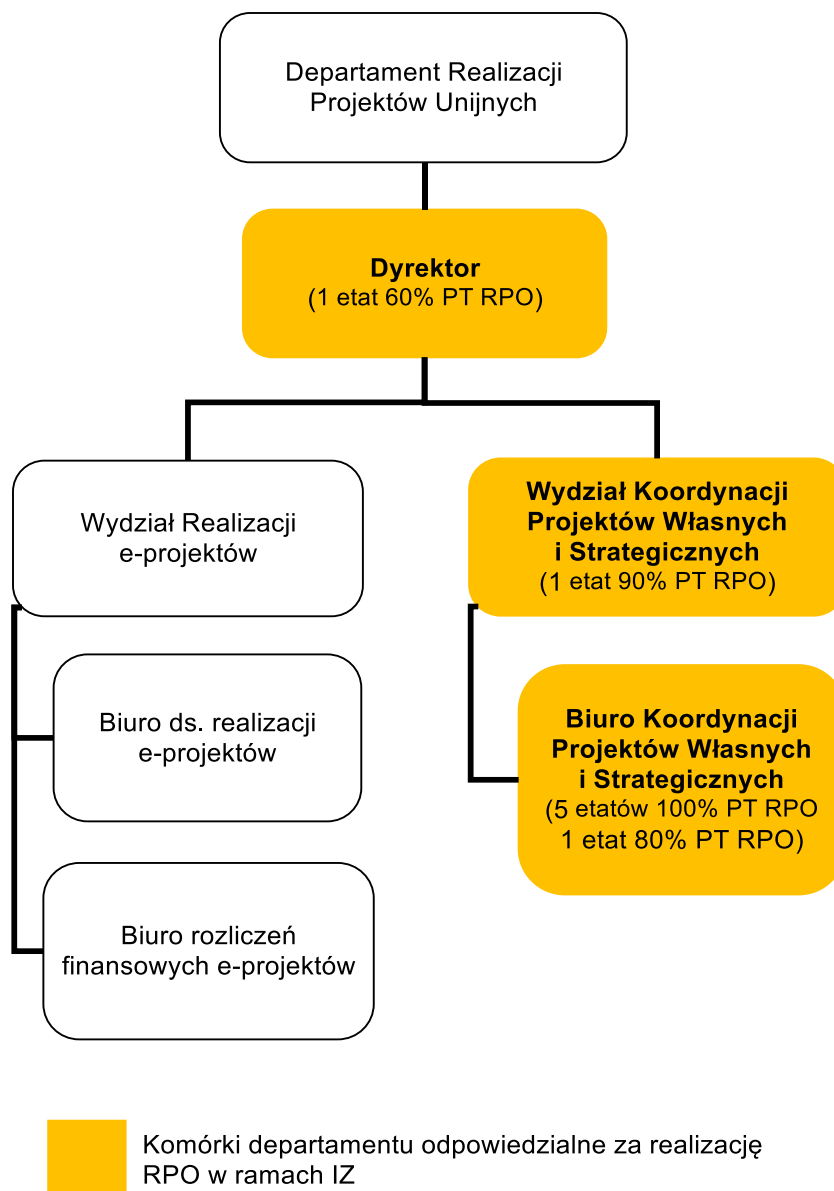 Departament Realizacji
Projektów Unijnych
Dyrektor
(1 etat 60% PT RPO)
Wydział Realizacji
e-projektów
Biuro ds. realizacji
e-projektów
Biuro rozliczeń
finansowych e-projektów
Wydział Koordynacji
Projektów Własnych
i Strategicznych
(1 etat 90% PT RPO)
Biuro Koordynacji
Projektów Własnych
i Strategicznych
(5 etatów 100% PT RPO
1 etat 80% PT RPO)
Komórki departamentu odpowiedzialne za realizację
RPO w ramach IZ